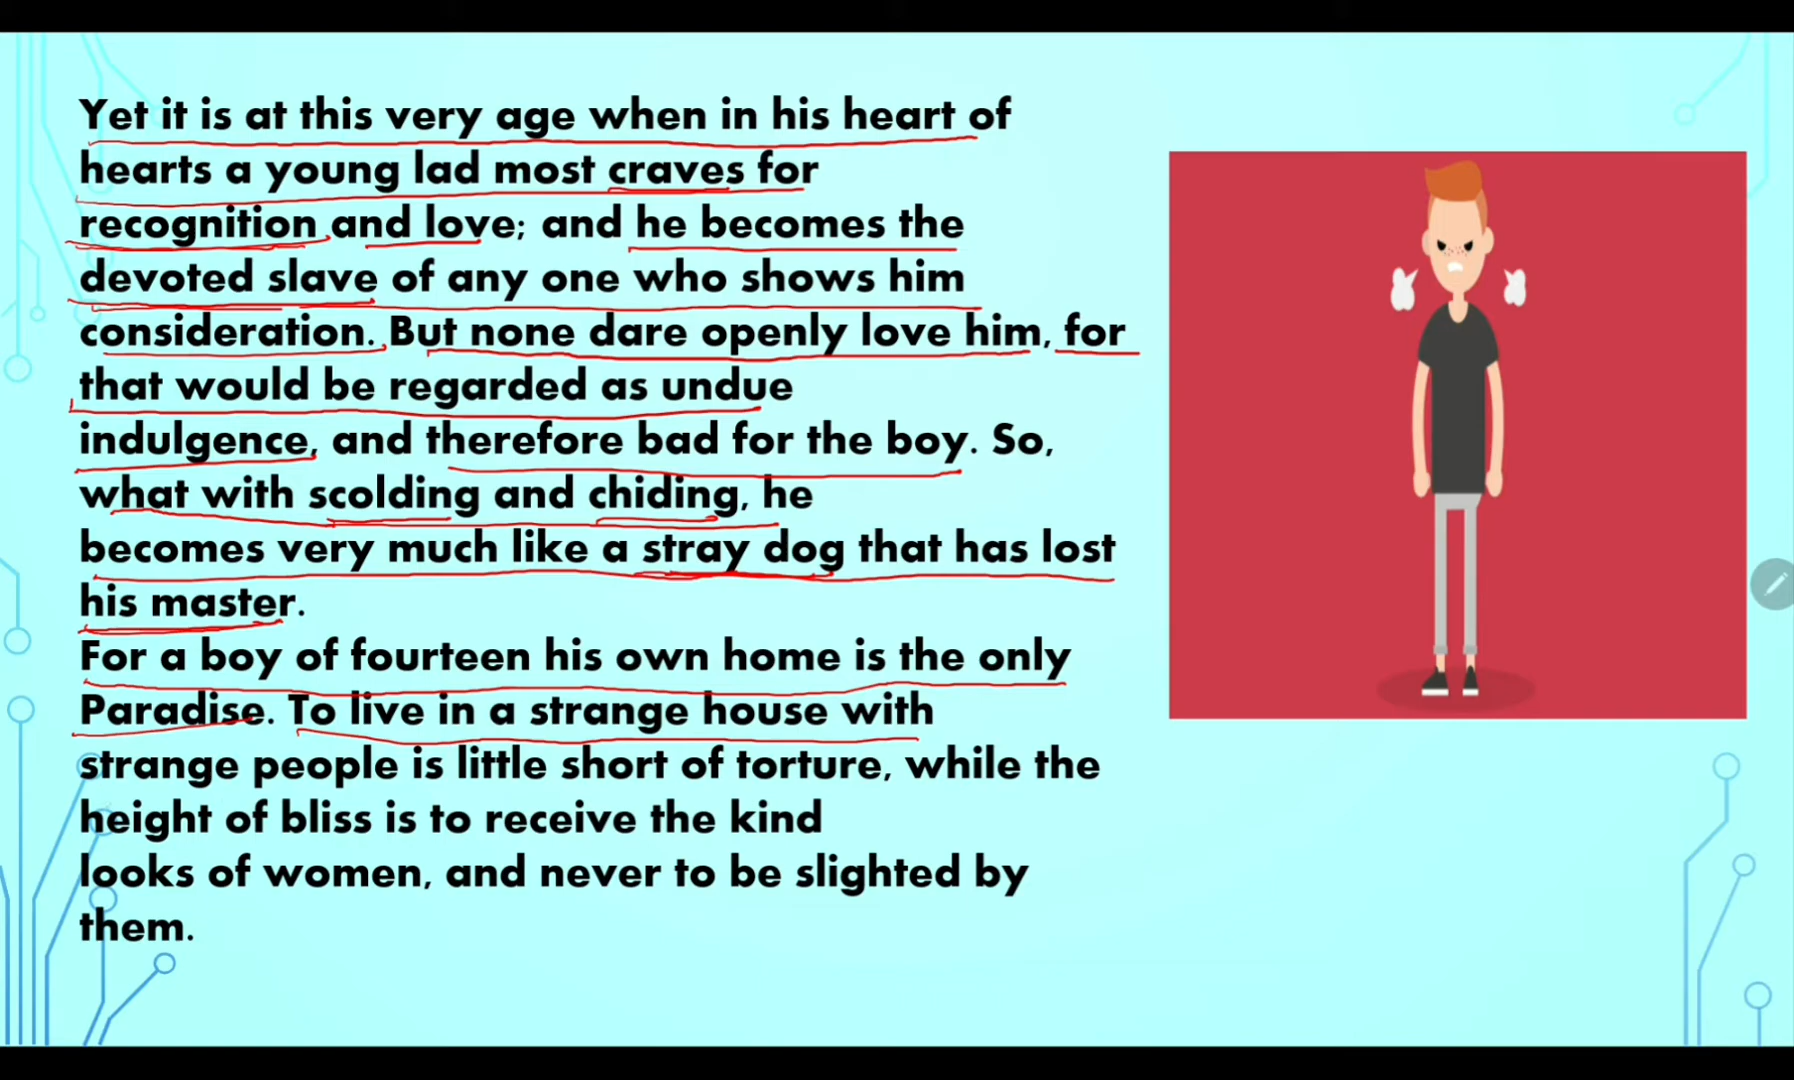 Yet it is at this very age when in his heart of
hearts a young lad most craves for
recognition and love; and he becomes the
devoted slave of any one who shows him
consideration. But none dare openly love him, for
that would be regarded as undue
indulgence, and therefore bad for the boy. So,
what with scolding and chiding, he
becomes very much like a stray dog that has lost
his master.
For a boy of fourteen his own home is the only
Paradise. To live in a strange house with
strange people is little short of torture, while the
height of bliss is to receive the kind
looks of women, and never to be slighted by
them.